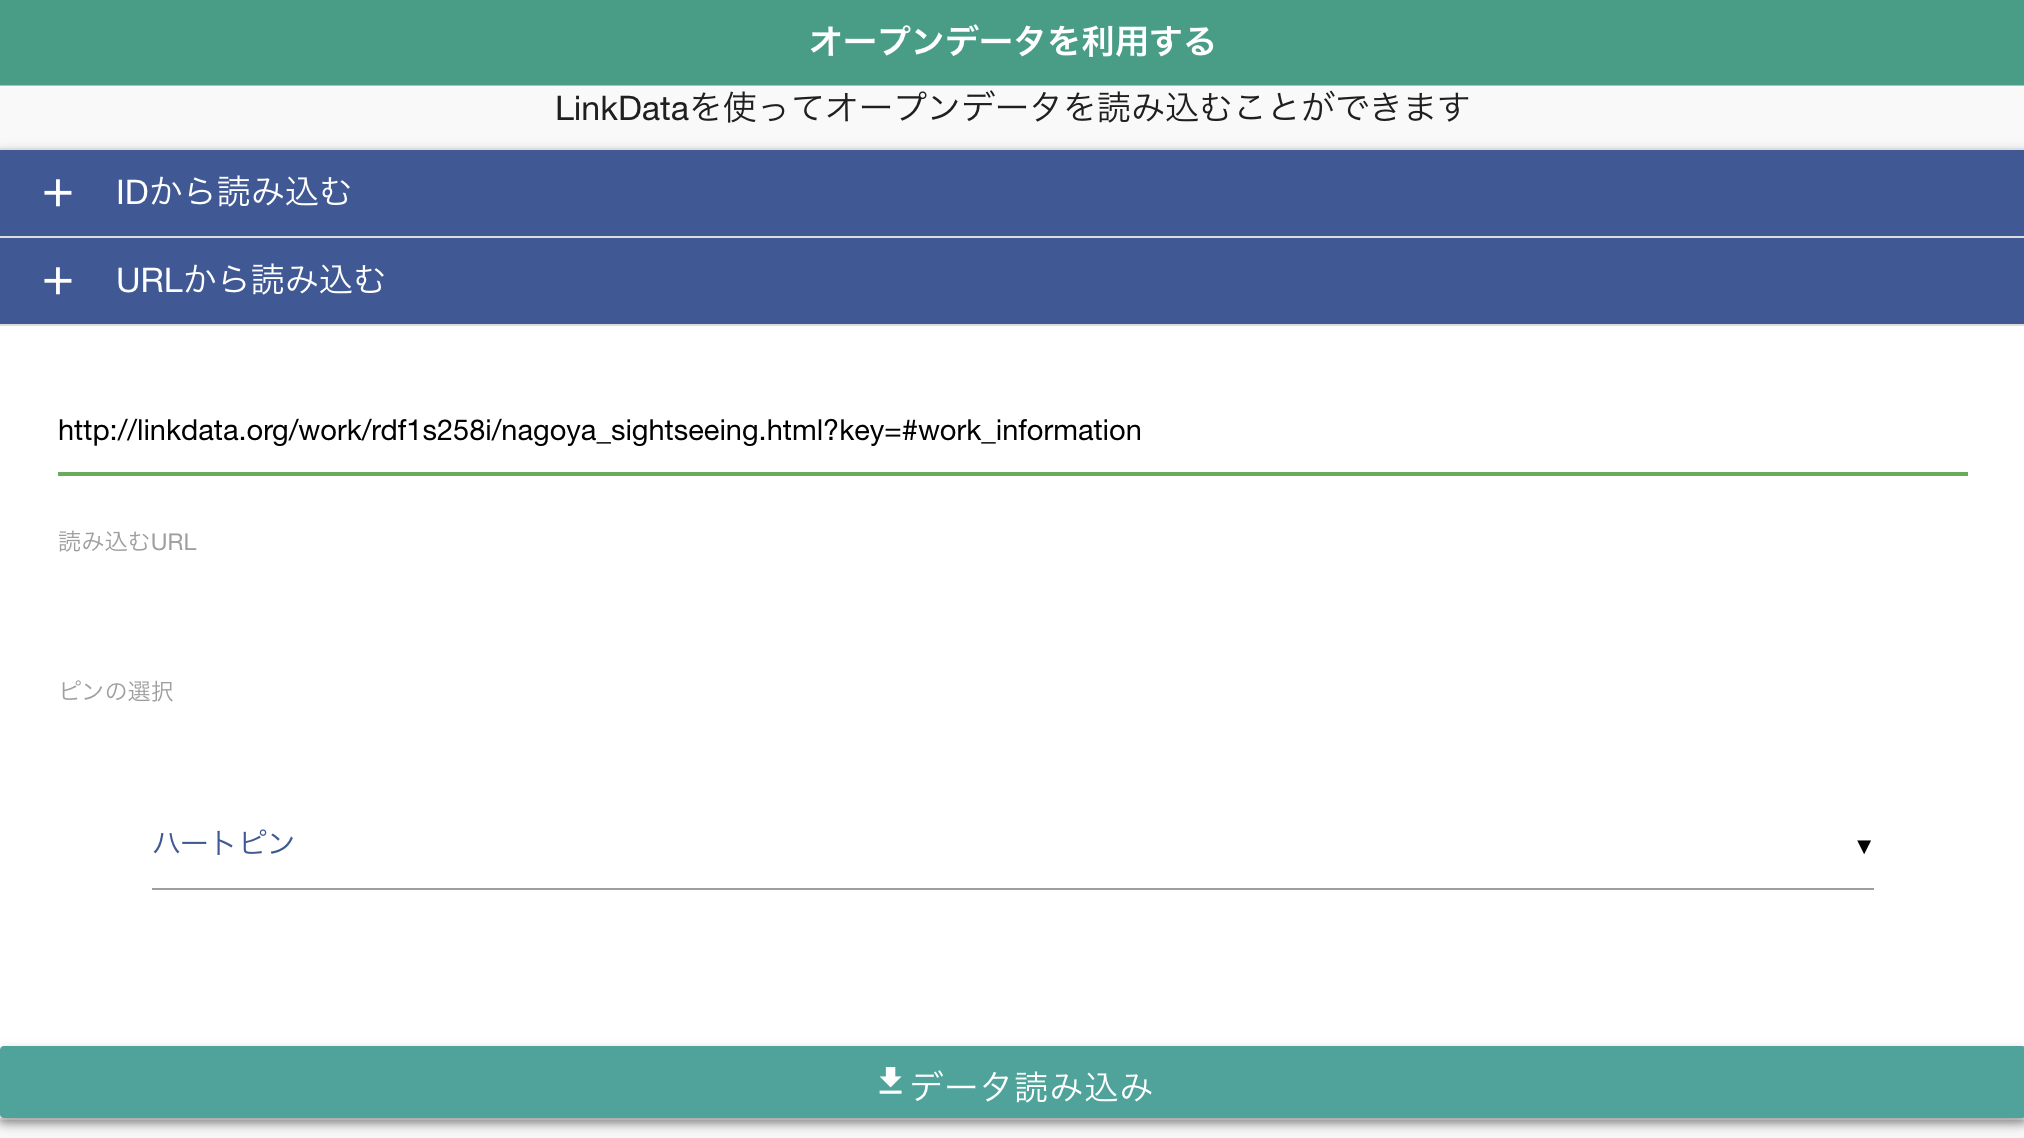 オープンデータを利用する
LinkDataを使ってオープンデータを読み込むことができます
IDから読み込む
URLから読み込む
http://linkdata.org/work/rdf1s258i/nagoya_sightseeing.html?key=#work_information
読み込むURL
ピンの選択
ハートピン
データ読み込み